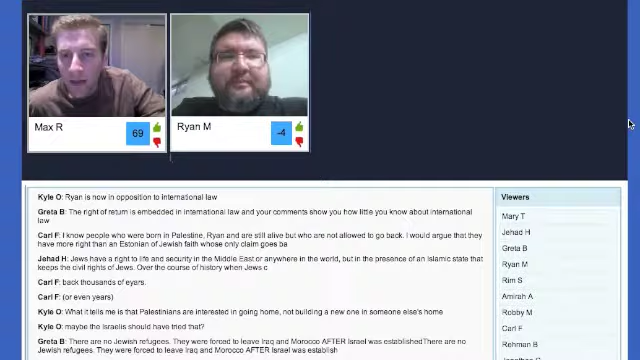 Max R
69
Ryan M
-4
Kyle O: Ryan is now in opposition to international law
Greta B: The right of return is embedded in international law and your comments show you how little you know about international
law
Carl F: I know people who were born in Palestine, Ryan and are still alive but who are not allowed to go back. I would argue that they
have more right than an Estonian of Jewish faith whose only claim goes ba
Jehad H: Jews have a right to life and security in the Middle East or anywhere in the world, but in the presence of an Islamic state that
keeps the civil rights of Jews. Over the course of history when Jews c
Carl F: back thousands of eyars.
Carl F: (or even years)
Kyle O: What it tells me is that Palestinians are interested in going home, not building a new one in someone else's home
Kyle O: maybe the Israelis should have tried that?
Greta B: There are no Jewish refugees. They were forced to leave Iraq and Morocco AFTER Israel was establishedThere are no
Jewish refugees. They were forced to leave Iraq and Morocco AFTER Israel was establish
Viewers
Mary T
Jehad H
Greta B
Ryan M
Rim S
Amirah A
Robby M
Carl F
Rehman B